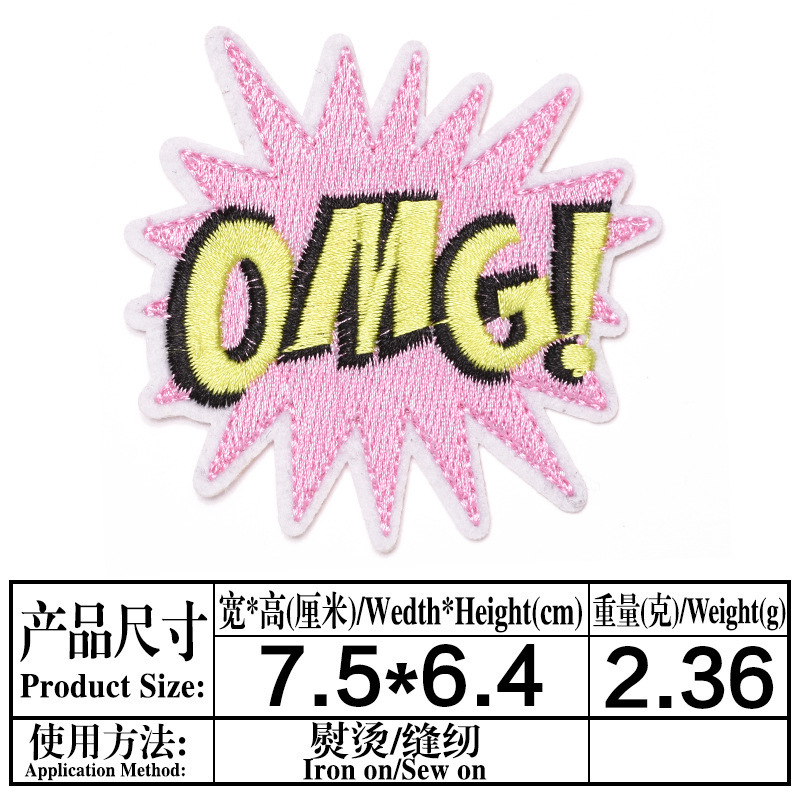 OMG!
产品尺寸
Product Size:
宽*高(厘米)/Wedth*Height(cm)
7.5*6.4
重量(克)/Weight(g)
2.36
使用方法:
Application Method:
熨烫/缝纫
Iron on/Sew on